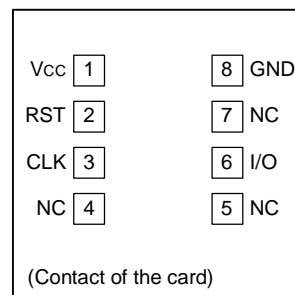 Vcc 1 8 GND
RST 2 7 NC
CLK 3 6 I/O
NC 4 5 NC
(Contact of the card)